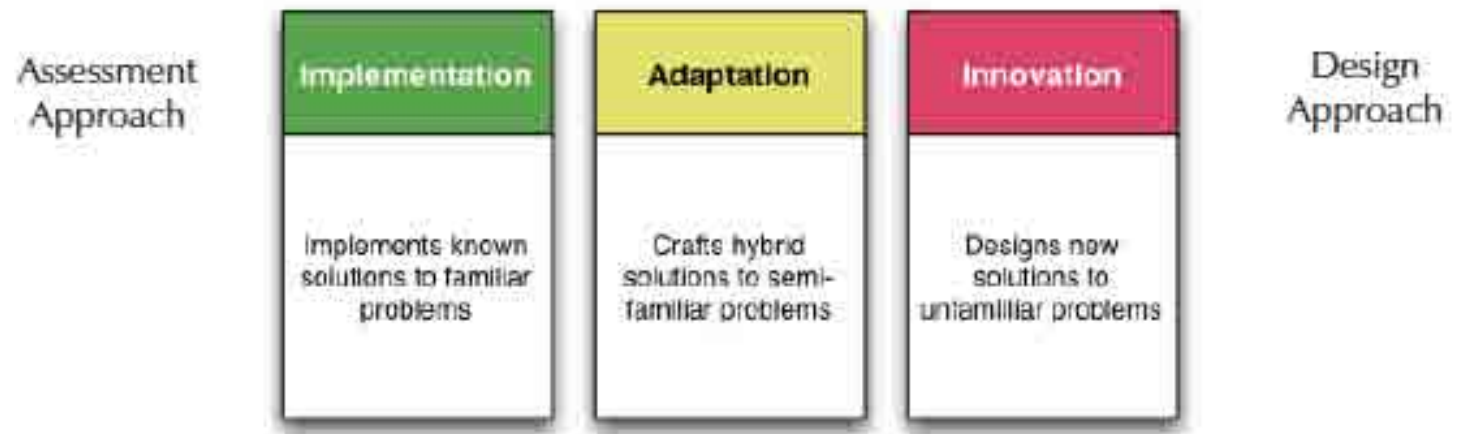 Assessment
Approach
Implementation
Implements known
solutions to familiar
problems
Adaptation
Crafts hybrid
solutions to semi-
familiar problems
Innovation
Designs new
solutions to
unfamilliar problems
Design
Approach